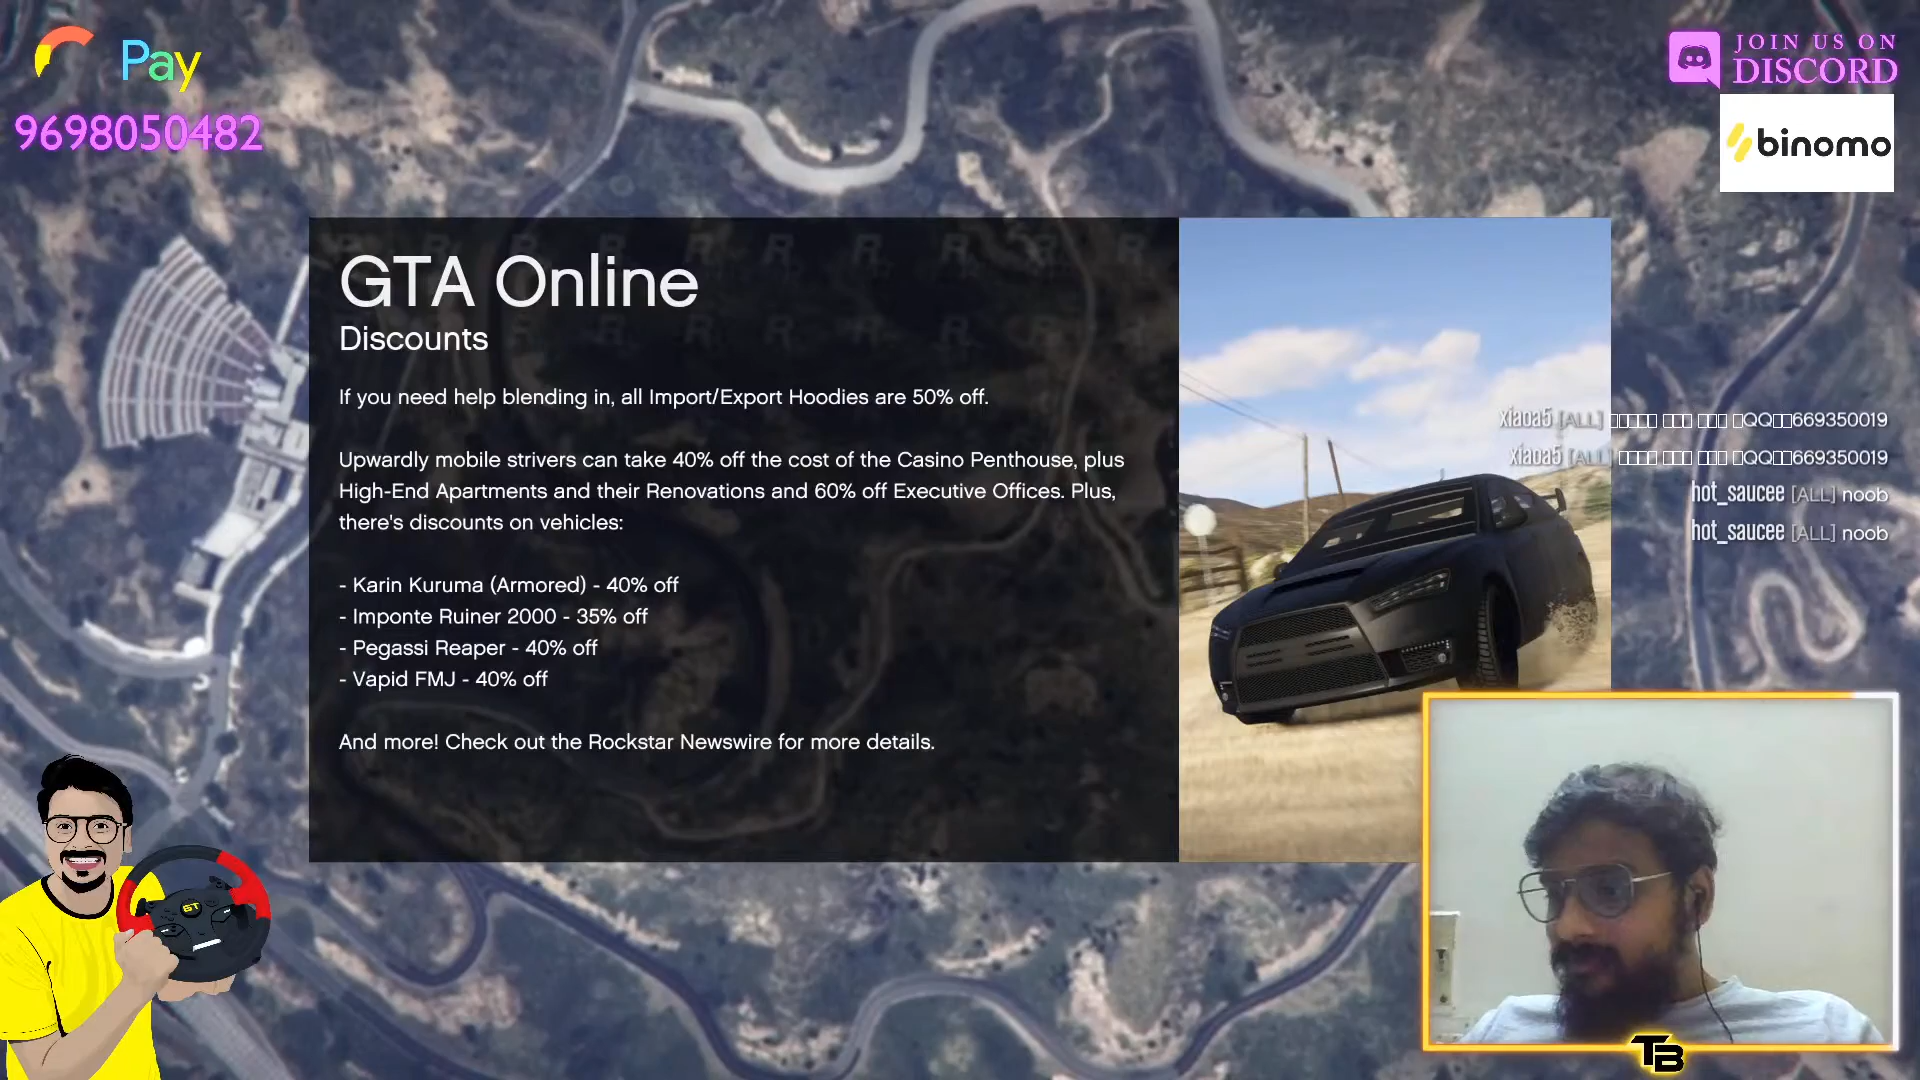 Pay
9698050482
JOIN US ON
DISCORD
binomo
GTA Online
Discounts
If you need help blending in, all Import/Export Hoodies are 50% off.
Upwardly mobile strivers can take 40% off the cost of the Casino Penthouse, plus
High-End Apartments and their Renovations and 60% off Executive Offices. Plus,
there's discounts on vehicles:
- Karin Kuruma (Armored) - 40% off
- Imponte Ruiner 2000 - 35% off
- Pegassi Reaper - 40% off
- Vapid FMJ - 40% off
And more! Check out the Rockstar Newswire for more details.
xiaoa5 [ALL] □□□□□ □□□ □□□ □QQ□□669350019
xiaoa5 [ALL] □□□□ □□□ □□□ □QQ□□669350019
hot_saucee [ALL] noob
hot_saucee [ALL] noob
GT
TB